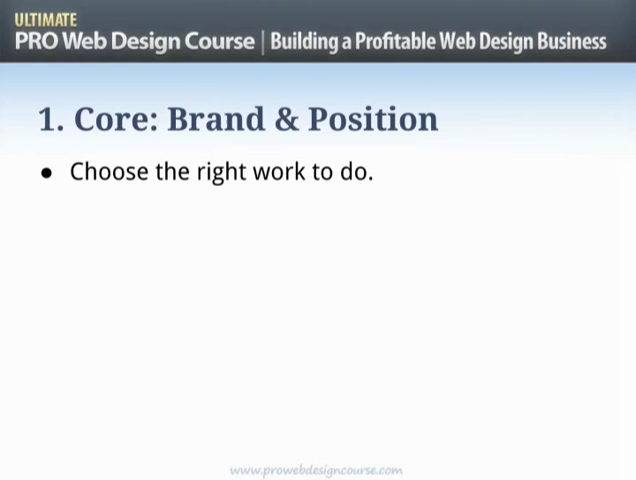 ULTIMATE
PRO Web Design Course | Building a Profitable Web Design Business
1. Core: Brand & Position
● Choose the right work to do.
www.prowebdesigncourse.com